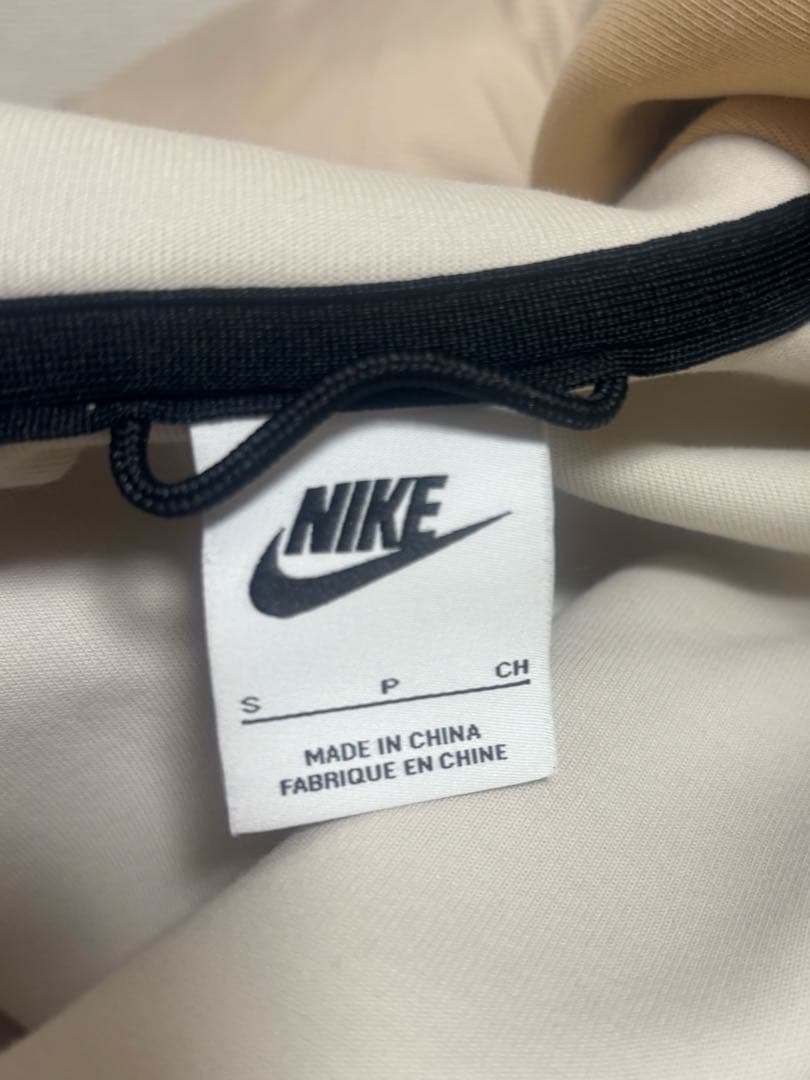 NIKE
S P CH
MADE IN CHINA
FABRIQUE EN CHINE